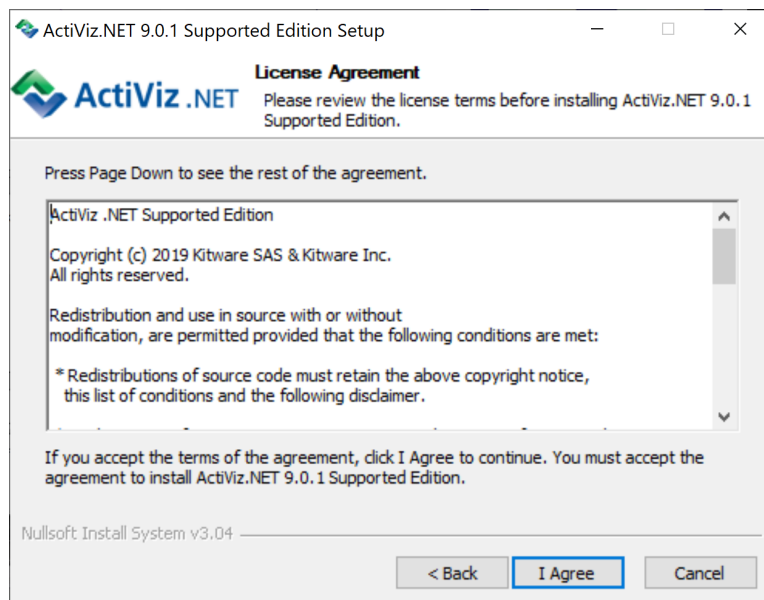 ActiViz.NET 9.0.1 Supported Edition Setup
ActiViz .NET
License Agreement
Please review the license terms before installing ActiViz.NET 9.0.1
Supported Edition.
Press Page Down to see the rest of the agreement.
ActiViz .NET Supported Edition
Copyright (c) 2019 Kitware SAS & Kitware Inc.
All rights reserved.
Redistribution and use in source with or without
modification, are permitted provided that the following conditions are met:
* Redistributions of source code must retain the above copyright notice,
this list of conditions and the following disclaimer.
If you accept the terms of the agreement, click I Agree to continue. You must accept the
agreement to install ActiViz.NET 9.0.1 Supported Edition.
Nullsoft Install System v3.04
< Back
I Agree
Cancel